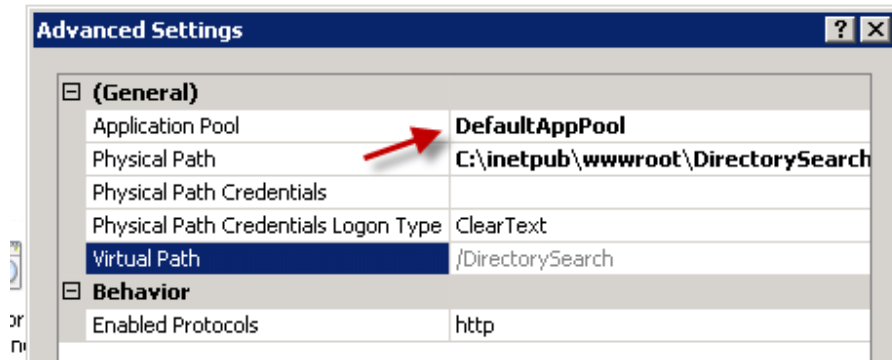 Advanced Settings
(General)
Application Pool DefaultAppPool
Physical Path C:\inetpub\wwwroot\DirectorySearch
Physical Path Credentials
Physical Path Credentials Logon Type ClearText
Virtual Path /DirectorySearch
Behavior
Enabled Protocols http